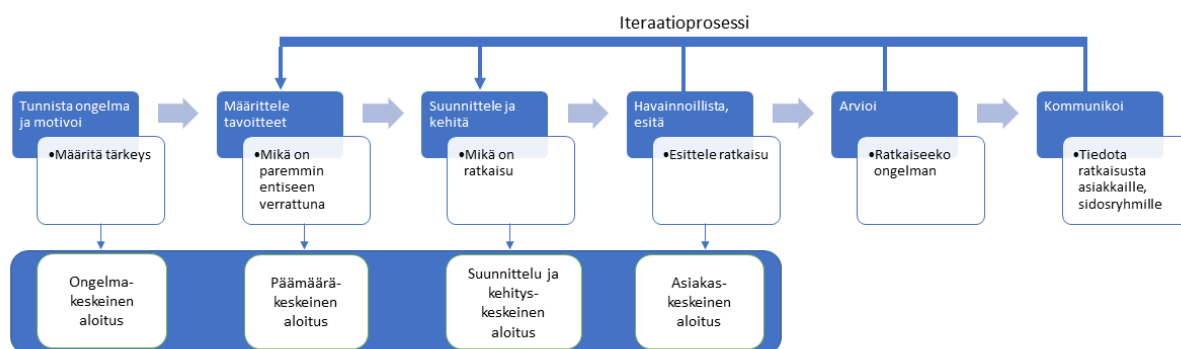 Iteraatioprosessi
Tunnista ongelma
ja motivoi
•Määritä tärkeys
Määrittele
tavoitteet
•Mikä on
paremmin
entiseen
verrattuna
Suunnittele ja
kehitä
•Mikä on
ratkaisu
Havainnoillista,
esitä
•Esittele ratkaisu
Arvioi
•Ratkaiseeko
ongelman
Kommunikoi
•Tiedota
ratkaisusta
asiakkaille,
sidosryhmille
Ongelma-
keskeinen
aloitus
Päämäärä-
keskeinen
aloitus
Suunnittelu ja
kehitys-
keskeinen
aloitus
Asiakas-
keskeinen
aloitus